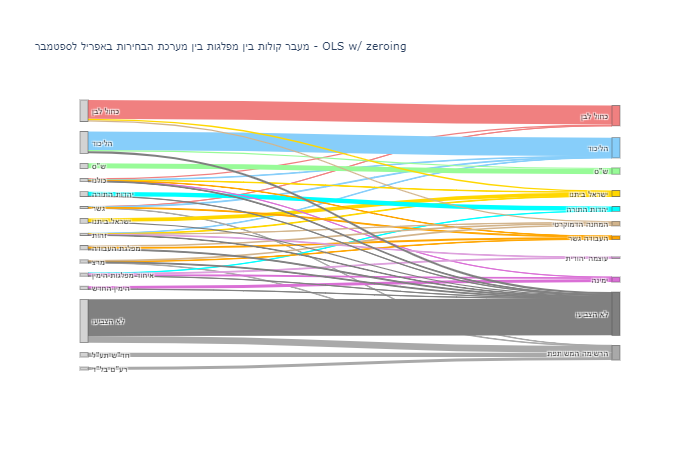 מעבר קולות בין מפלגות בין מערכת הבחירות באפריל לספטמבר - OLS w/ zeroing
כחול לבן
הליכוד
ש"ס
כולנו
יהדות התורה
גשר
ישראל ביתנו
זהות
מפלגת העבודה
מרצ
איחוד מפלגות הימין
הימין החדש
לא הצביעו
חד"ש תע"ל
רע"ם בל"ד
כחול לבן
הליכוד
ש"ס
ישראל ביתנו
יהדות התורה
המחנה הדמוקרטי
העבודה גשר
עוצמה יהודית
ימינה
לא הצביעו
הרשימה המשותפת